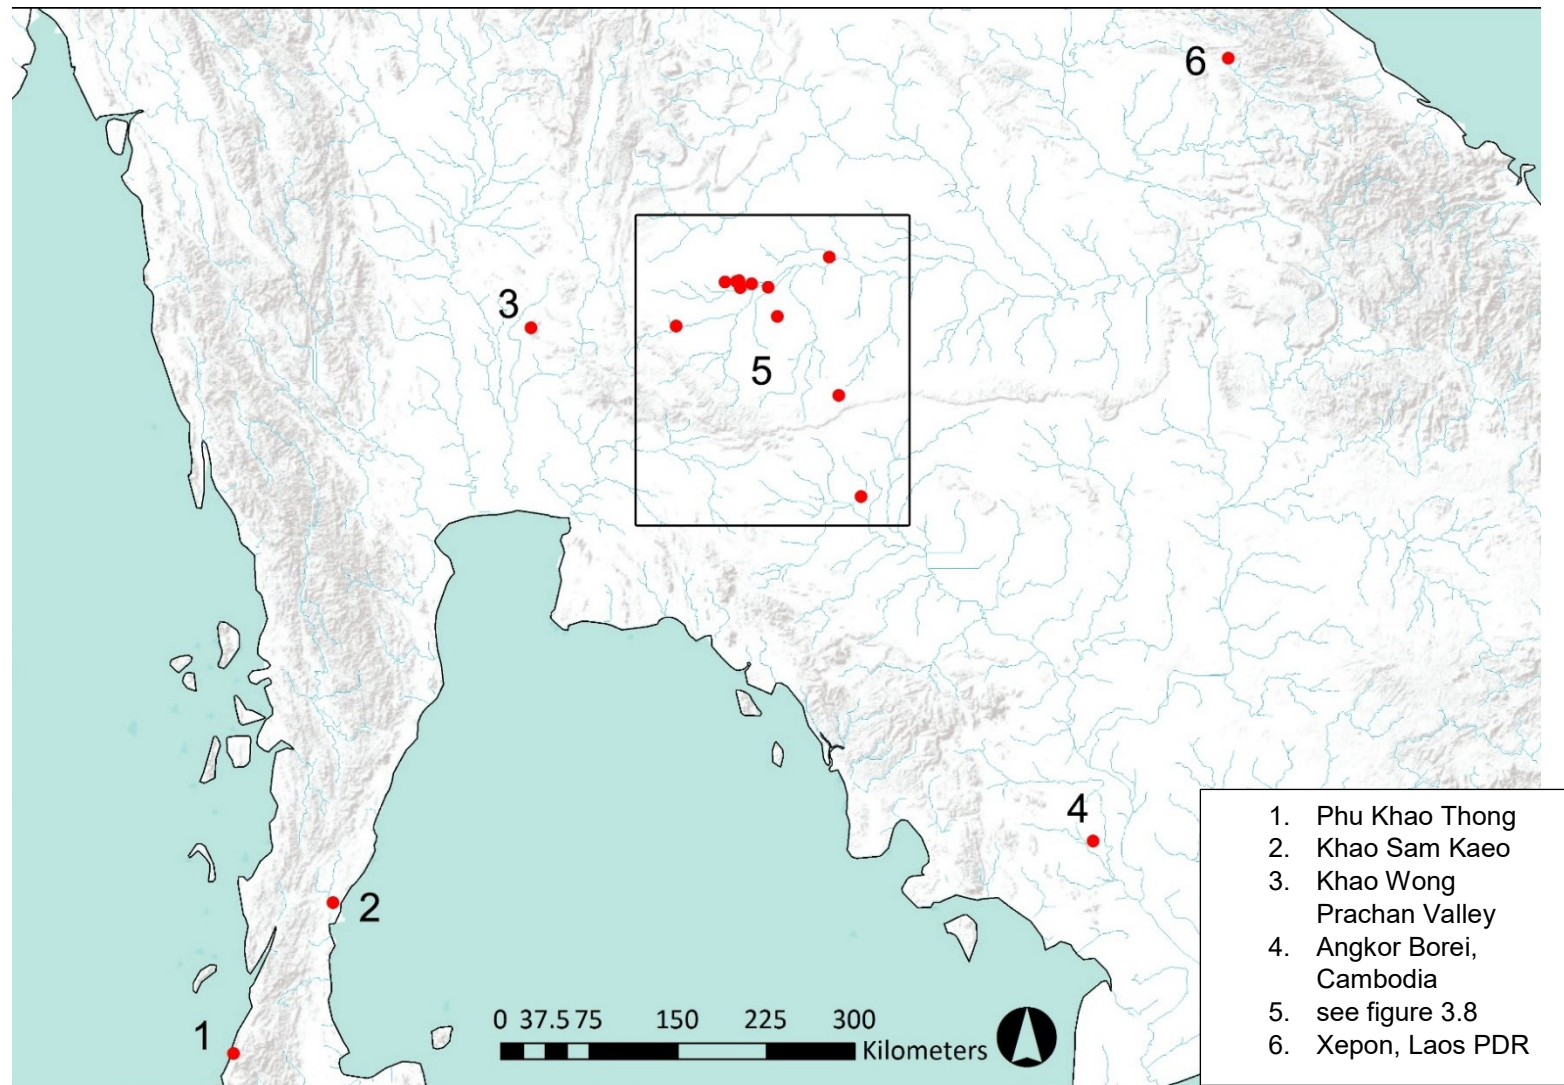 6
3
5
4
2
1
0 37.5 75 150 225 300
Kilometers
1. Phu Khao Thong
2. Khao Sam Kaeo
3. Khao Wong
Prachan Valley
4. Angkor Borei,
Cambodia
5. see figure 3.8
6. Xepon, Laos PDR